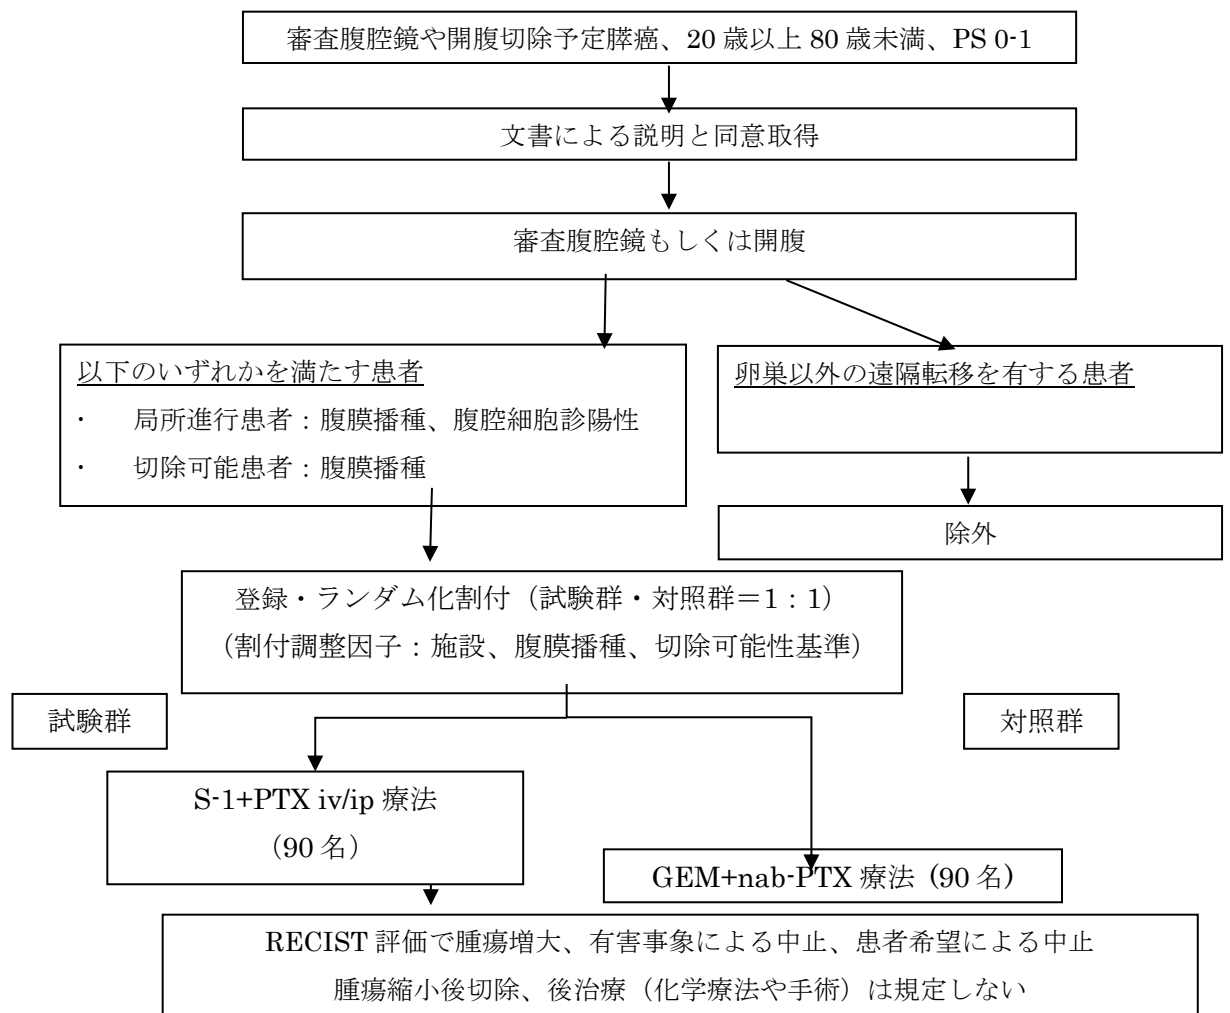 審査腹腔鏡や開腹切除予定膵癌、20 歳以上 80 歳未満、PS 0-1
文書による説明と同意取得
審査腹腔鏡もしくは開腹
以下のいずれかを満たす患者
・ 局所進行患者：腹膜播種、腹腔細胞診陽性
・ 切除可能患者：腹膜播種
卵巣以外の遠隔転移を有する患者
除外
登録・ランダム化割付（試験群・対照群＝1：1）
（割付調整因子：施設、腹膜播種、切除可能性基準）
試験群
対照群
S-1+PTX iv/ip 療法
（90 名）
GEM+nab-PTX 療法 (90 名)
RECIST 評価で腫瘍増大、有害事象による中止、患者希望による中止
腫瘍縮小後切除、後治療（化学療法や手術）は規定しない